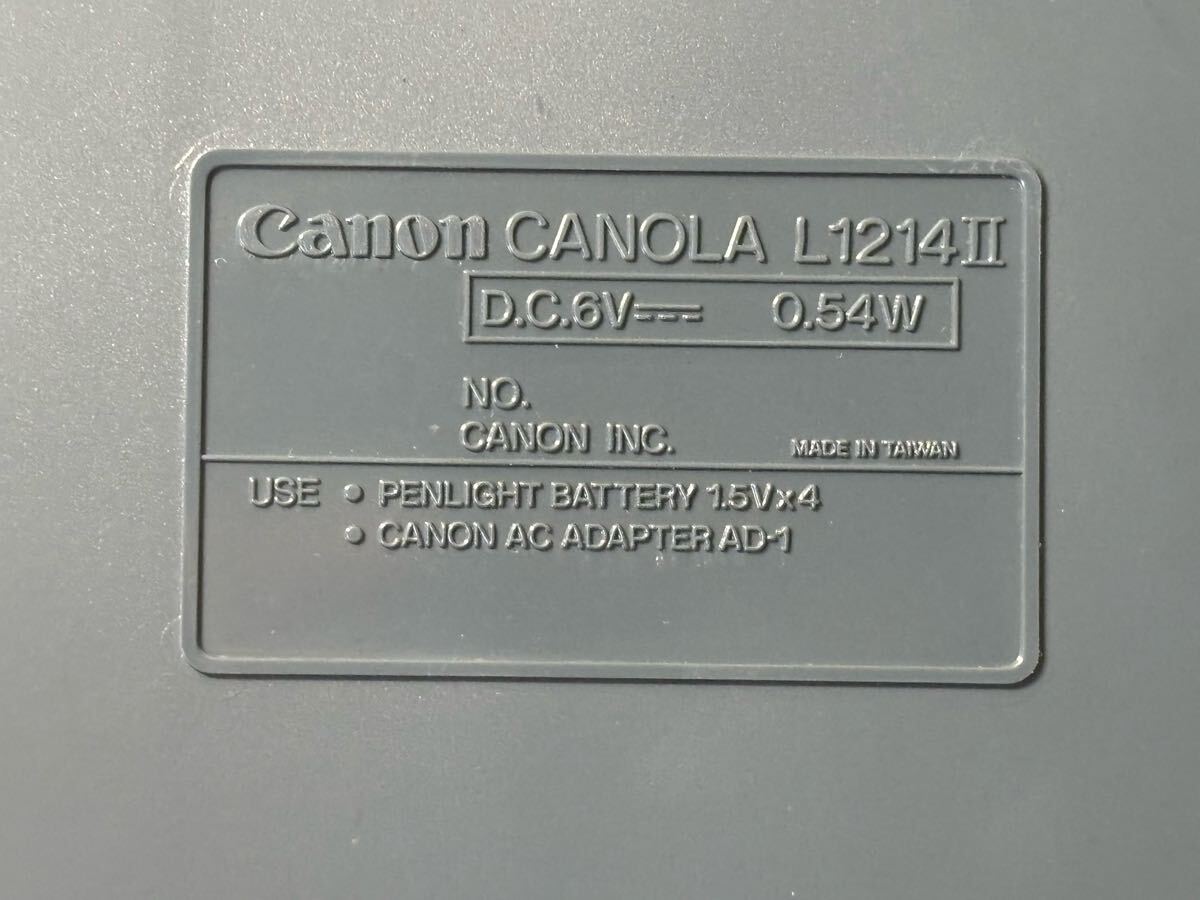 Canon CANOLA L1214II
D.C.6V⎓ 0.54W
NO.
CANON INC. MADE IN TAIWAN
USE • PENLIGHT BATTERY 1.5V×4
• CANON AC ADAPTER AD-1